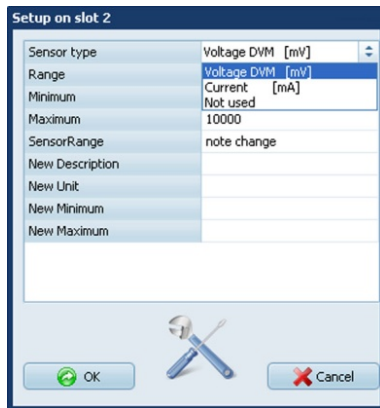 Setup on slot 2
Sensor type Voltage DVM [mV]
Range Voltage DVM [mV]
Current [mA]
Minimum Not used
Maximum 10000
SensorRange note change
New Description
New Unit
New Minimum
New Maximum
OK Cancel